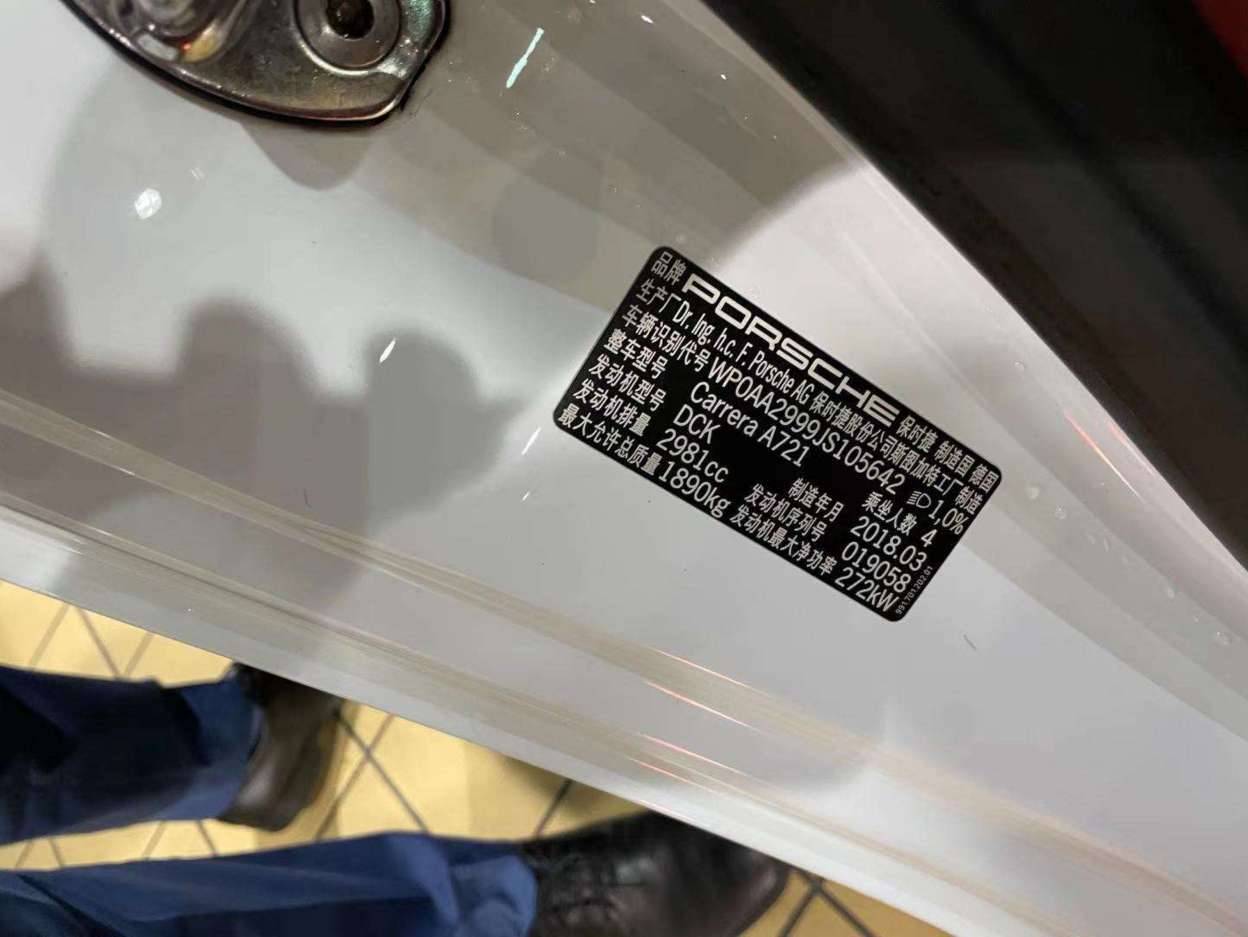 品牌 PORSCHE 保时捷 制造国 德国
生产厂 Dr. Ing. h.c. F. Porsche AG 保时捷股份公司斯图加特工厂制造
车辆识别代号 WP0AA2999JS105642 1,0%
整车型号 Carrera A721 乘坐人数 4
发动机型号 DCK 制造年月 2018.03
发动机排量 2981cc 发动机序列号 019058
最大允许总质量 1890kg 发动机最大净功率 272kW
991.701.202.01